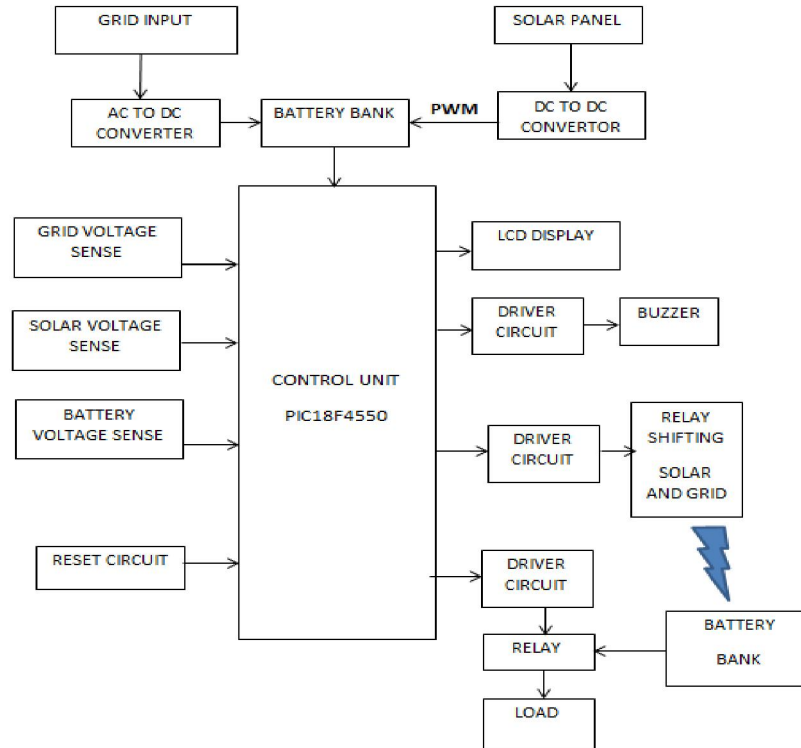 GRID INPUT
SOLAR PANEL
AC TO DC
CONVERTER
BATTERY BANK
PWM
DC TO DC
CONVERTOR
GRID VOLTAGE
SENSE
SOLAR VOLTAGE
SENSE
BATTERY
VOLTAGE SENSE
RESET CIRCUIT
CONTROL UNIT
PIC18F4550
LCD DISPLAY
DRIVER
CIRCUIT
BUZZER
DRIVER
CIRCUIT
RELAY
SHIFTING
SOLAR
AND GRID
DRIVER
CIRCUIT
RELAY
LOAD
BATTERY
BANK